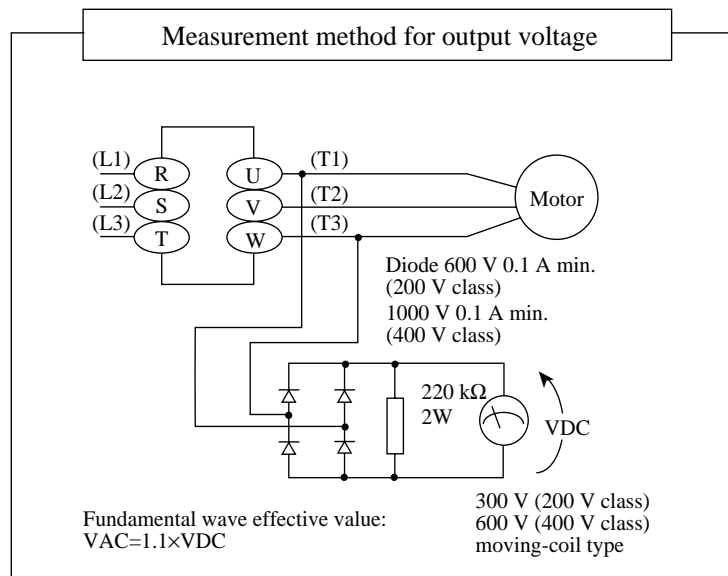 Measurement method for output voltage
(L1) R U (T1)
(L2) S V (T2) Motor
(L3) T W (T3)
Diode 600 V 0.1 A min.
(200 V class)
1000 V 0.1 A min.
(400 V class)
220 kΩ
2W
VDC
300 V (200 V class)
600 V (400 V class)
moving-coil type
Fundamental wave effective value:
VAC=1.1×VDC